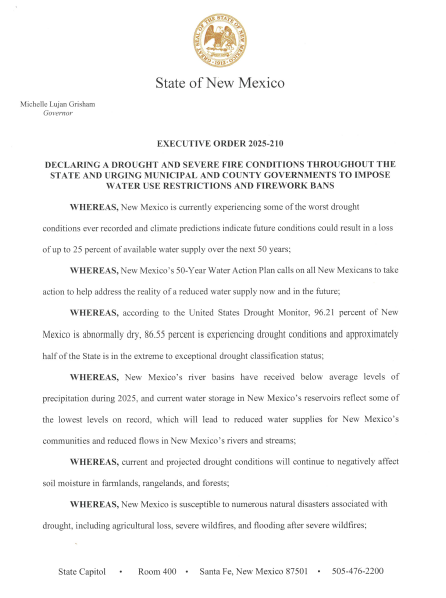 GREAT SEAL OF THE STATE OF NEW MEXICO
1912
State of New Mexico
Michelle Lujan Grisham
Governor
EXECUTIVE ORDER 2025-210
DECLARING A DROUGHT AND SEVERE FIRE CONDITIONS THROUGHOUT THE
STATE AND URGING MUNICIPAL AND COUNTY GOVERNMENTS TO IMPOSE
WATER USE RESTRICTIONS AND FIREWORK BANS
WHEREAS, New Mexico is currently experiencing some of the worst drought
conditions ever recorded and climate predictions indicate future conditions could result in a loss
of up to 25 percent of available water supply over the next 50 years;
WHEREAS, New Mexico's 50-Year Water Action Plan calls on all New Mexicans to take
action to help address the reality of a reduced water supply now and in the future;
WHEREAS, according to the United States Drought Monitor, 96.21 percent of New
Mexico is abnormally dry, 86.55 percent is experiencing drought conditions and approximately
half of the State is in the extreme to exceptional drought classification status;
WHEREAS, New Mexico's river basins have received below average levels of
precipitation during 2025, and current water storage in New Mexico's reservoirs reflect some of
the lowest levels on record, which will lead to reduced water supplies for New Mexico's
communities and reduced flows in New Mexico's rivers and streams;
WHEREAS, current and projected drought conditions will continue to negatively affect
soil moisture in farmlands, rangelands, and forests;
WHEREAS, New Mexico is susceptible to numerous natural disasters associated with
drought, including agricultural loss, severe wildfires, and flooding after severe wildfires;
State Capitol • Room 400 • Santa Fe, New Mexico 87501 • 505-476-2200